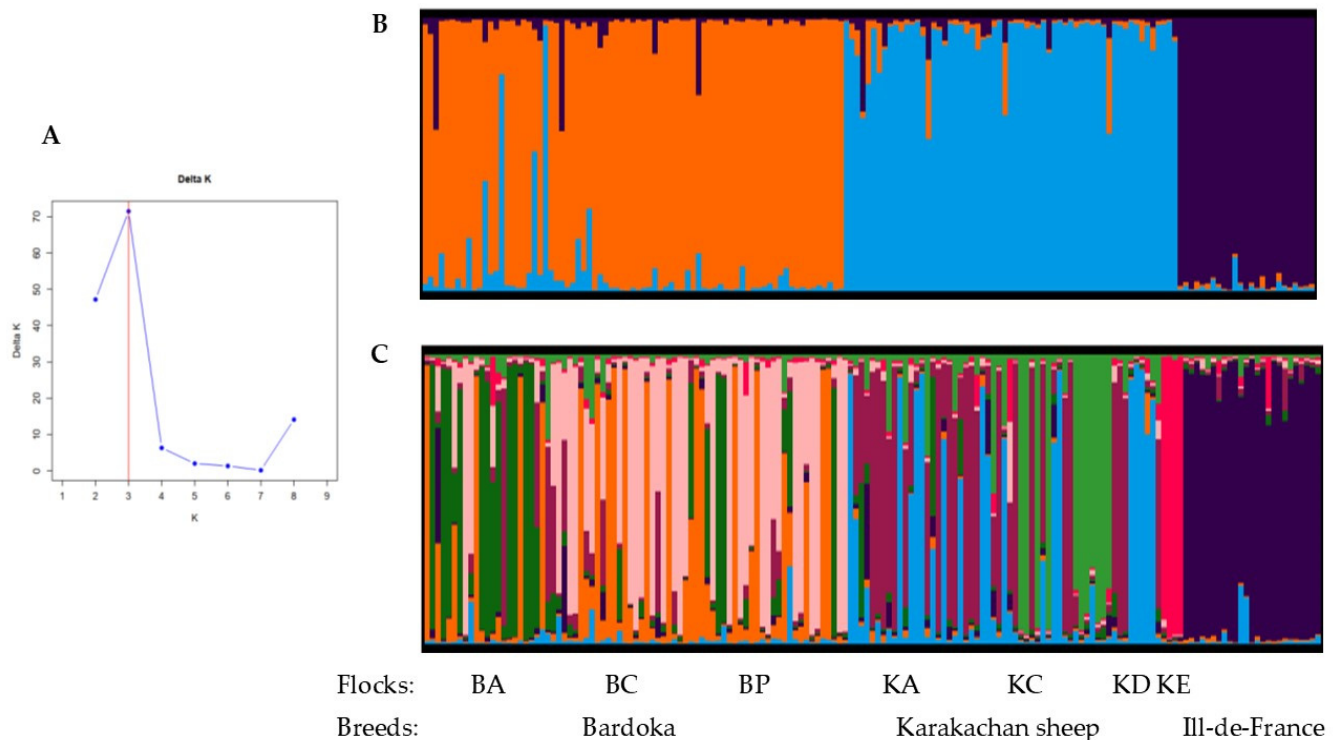 B
A
Delta K
Delta K
70
60
50
40
30
20
10
0
1 2 3 4 5 6 7 8 9
K
C
Flocks: BA BC BP KA KC KD KE
Breeds: Bardoka Karakachan sheep Ill-de-France